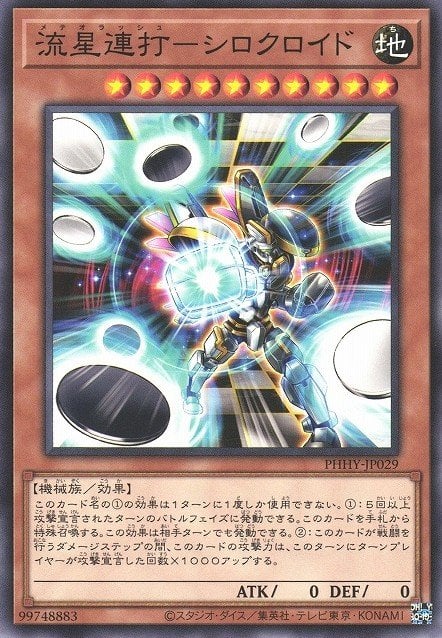 メテオラッシュ
流星連打-シロクロイド
ち
地
PHHY-JP029
【機械族/効果】
このカード名の①の効果は1ターンに1度しか使用できない。①:5回以上
攻撃宣言されたターンのバトルフェイズに発動できる。このカードを手札から
特殊召喚する。この効果は相手ターンでも発動できる。②:このカードが戦闘を
行うダメージステップの間、このカードの攻撃力は、このターンにターンプ
レイヤーが攻撃宣言した回数×1000アップする。
ATK/ 0 DEF/ 0
99748883
©スタジオ・ダイス/集英社・テレビ東京・KONAMI